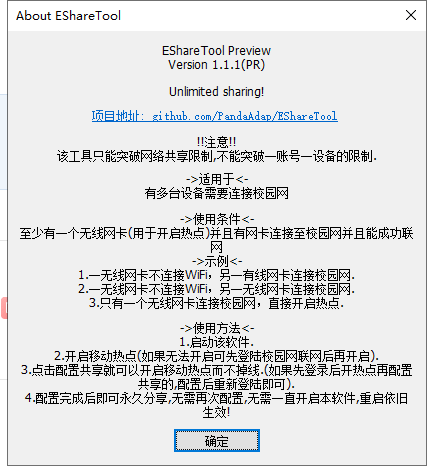 About EShareTool
EShareTool Preview
Version 1.1.1(PR)
Unlimited sharing!
项目地址: github.com/PandaAdap/EShareTool
!!注意!!
该工具只能突破网络共享限制,不能突破一账号一设备的限制.
->适用于<-
有多台设备需要连接校园网
->使用条件<-
至少有一个无线网卡(用于开启热点)并且有网卡连接至校园网并且能成功联
网
->示例<-
1.一无线网卡不连接WiFi，另一有线网卡连接校园网.
2.一无线网卡不连接WiFi，另一无线网卡连接校园网.
3.只有一个无线网卡连接校园网，直接开启热点.
->使用方法<-
1.启动该软件.
2.开启移动热点(如果无法开启可先登陆校园网联网后再开启).
3.点击配置共享就可以开启移动热点而不掉线.(如果先登录后开热点再配置
共享的,配置后重新登陆即可).
4.配置完成后即可永久分享,无需再次配置,无需一直开启本软件,重启依旧
生效!
确定